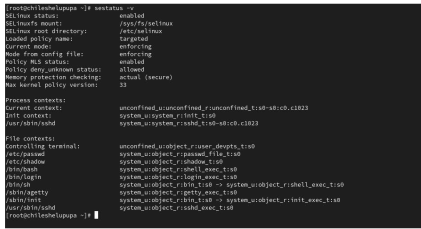 [root@chileshelupupa ~]# sestatus -v
SELinux status: enabled
SELinuxfs mount: /sys/fs/selinux
SELinux root directory: /etc/selinux
Loaded policy name: targeted
Current mode: enforcing
Mode from config file: enforcing
Policy MLS status: enabled
Policy deny_unknown status: allowed
Memory protection checking: actual (secure)
Max kernel policy version: 33

Process contexts:
Current context: unconfined_u:unconfined_r:unconfined_t:s0-s0:c0.c1023
Init context: system_u:system_r:init_t:s0
/usr/sbin/sshd system_u:system_r:sshd_t:s0-s0:c0.c1023

File contexts:
Controlling terminal: unconfined_u:object_r:user_devpts_t:s0
/etc/passwd system_u:object_r:passwd_file_t:s0
/etc/shadow system_u:object_r:shadow_t:s0
/bin/bash system_u:object_r:shell_exec_t:s0
/bin/login system_u:object_r:login_exec_t:s0
/bin/sh system_u:object_r:bin_t:s0 -> system_u:object_r:shell_exec_t:s0
/sbin/agetty system_u:object_r:getty_exec_t:s0
/sbin/init system_u:object_r:bin_t:s0 -> system_u:object_r:init_exec_t:s0
/usr/sbin/sshd system_u:object_r:sshd_exec_t:s0
[root@chileshelupupa ~]#